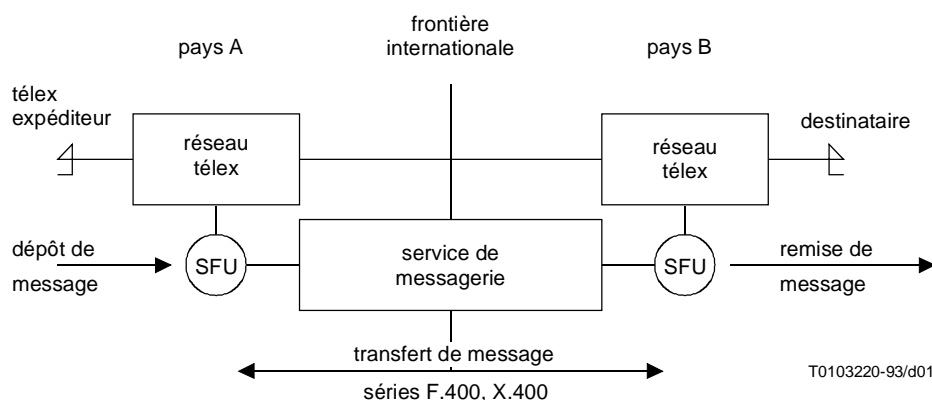 frontière
internationale
pays A
pays B
télex
expéditeur
destinataire
réseau
télex
réseau
télex
dépôt de
message
SFU
service de
messagerie
SFU
remise de
message
transfert de message
séries F.400, X.400
T0103220-93/d01